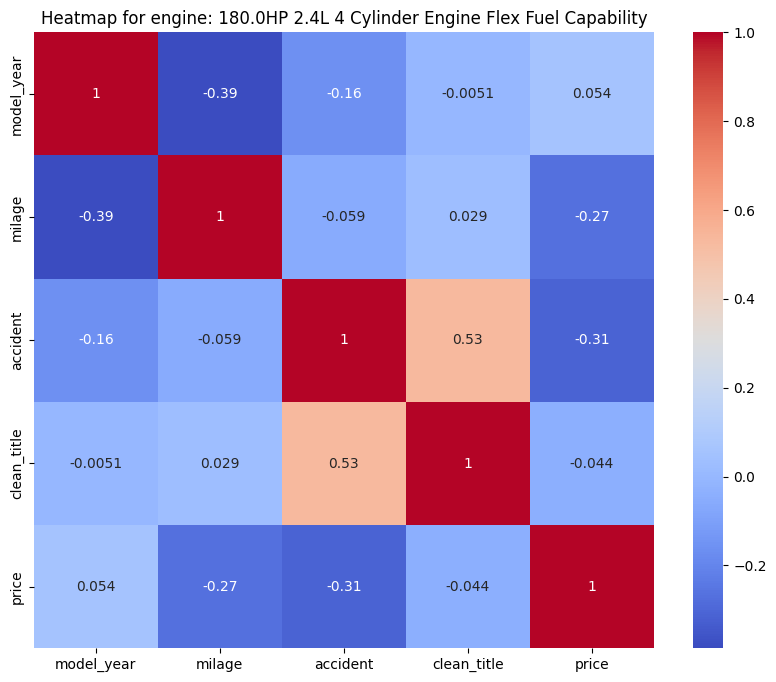 Heatmap for engine: 180.0HP 2.4L 4 Cylinder Engine Flex Fuel Capability
model_year 1 -0.39 -0.16 -0.0051 0.054
milage -0.39 1 -0.059 0.029 -0.27
accident -0.16 -0.059 1 0.53 -0.31
clean_title -0.0051 0.029 0.53 1 -0.044
price 0.054 -0.27 -0.31 -0.044 1
model_year milage accident clean_title price
1.0
0.8
0.6
0.4
0.2
0.0
−0.2